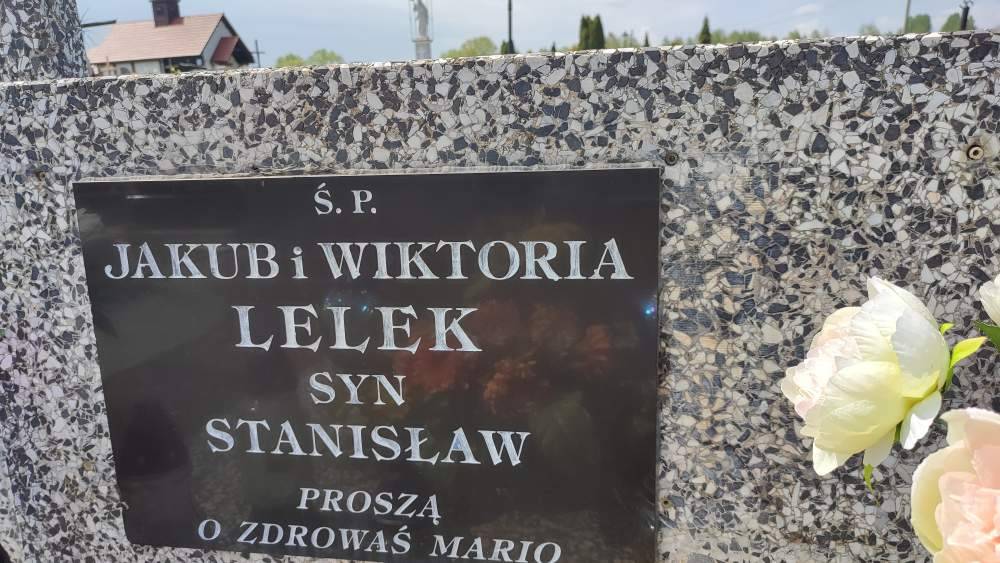 Ś. P.
JAKUB i WIKTORIA
LELEK
SYN
STANISŁAW
PROSZĄ
O ZDROWAŚ MARIO